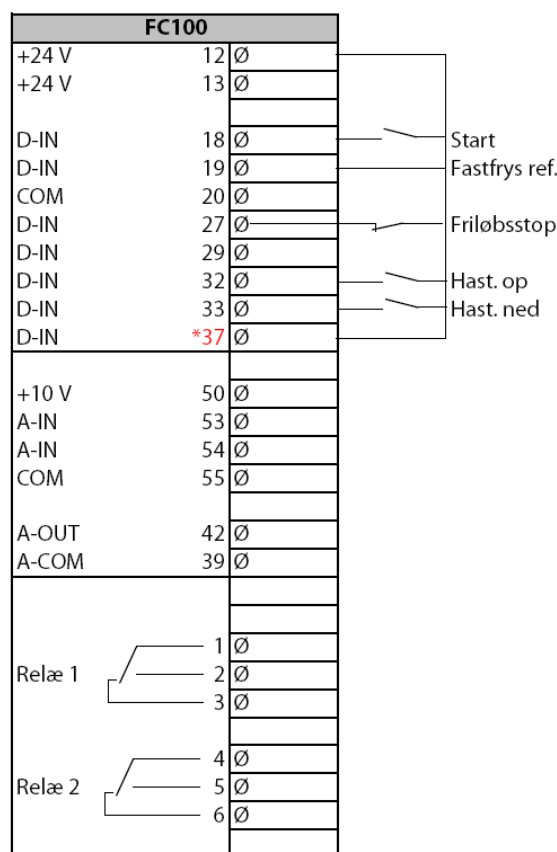 FC100
+24 V 12 Ø
+24 V 13 Ø
D-IN 18 Ø Start
D-IN 19 Ø Fastfrys ref.
COM 20 Ø
D-IN 27 Ø Friløbsstop
D-IN 29 Ø
D-IN 32 Ø Hast. op
D-IN 33 Ø Hast. ned
D-IN *37 Ø
+10 V 50 Ø
A-IN 53 Ø
A-IN 54 Ø
COM 55 Ø
A-OUT 42 Ø
A-COM 39 Ø
1 Ø
Relæ 1 2 Ø
3 Ø
4 Ø
Relæ 2 5 Ø
6 Ø